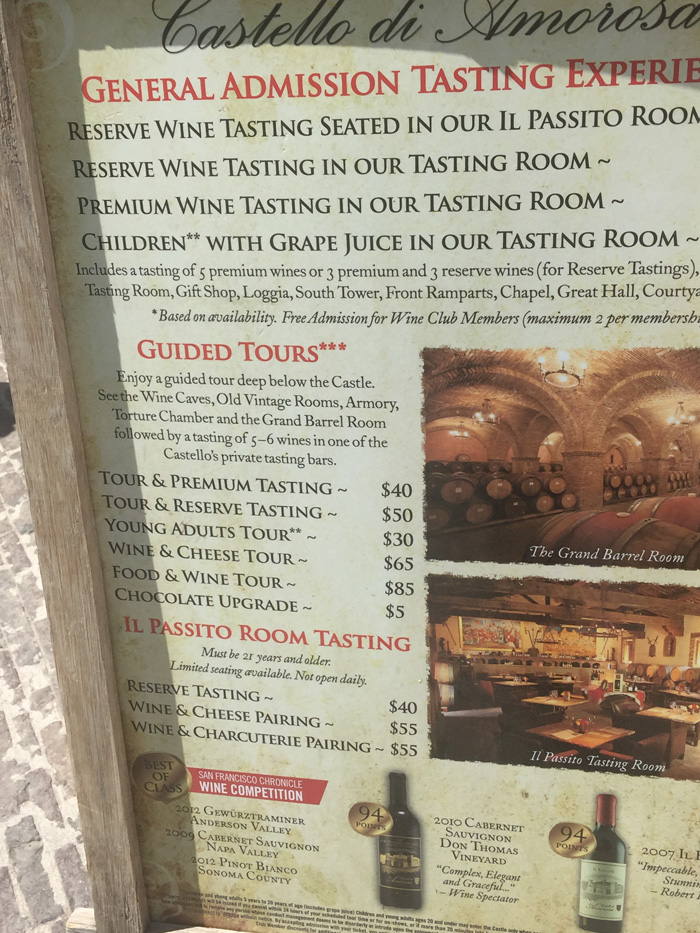 Castello di Amorosa
GENERAL ADMISSION TASTING EXPERIE
RESERVE WINE TASTING SEATED IN OUR IL PASSITO ROOM
RESERVE WINE TASTING IN OUR TASTING ROOM ~
PREMIUM WINE TASTING IN OUR TASTING ROOM ~
CHILDREN** WITH GRAPE JUICE IN OUR TASTING ROOM ~
Includes a tasting of 5 premium wines or 3 premium and 3 reserve wines (for Reserve Tastings),
Tasting Room, Gift Shop, Loggia, South Tower, Front Ramparts, Chapel, Great Hall, Courtya
*Based on availability. Free Admission for Wine Club Members (maximum 2 per membersh
GUIDED TOURS***
Enjoy a guided tour deep below the Castle.
See the Wine Caves, Old Vintage Rooms, Armory,
Torture Chamber and the Grand Barrel Room
followed by a tasting of 5–6 wines in one of the
Castello's private tasting bars.
TOUR & PREMIUM TASTING ~ $40
TOUR & RESERVE TASTING ~ $50
YOUNG ADULTS TOUR** ~ $30
WINE & CHEESE TOUR ~ $65
FOOD & WINE TOUR ~ $85
CHOCOLATE UPGRADE ~ $5
The Grand Barrel Room
IL PASSITO ROOM TASTING
Must be 21 years and older.
Limited seating available. Not open daily.
RESERVE TASTING ~ $40
WINE & CHEESE PAIRING ~ $55
WINE & CHARCUTERIE PAIRING ~ $55
Il Passito Tasting Room
BEST
OF
CLASS
SAN FRANCISCO CHRONICLE
WINE COMPETITION
2012 GEWÜRZTRAMINER
ANDERSON VALLEY
2009 CABERNET SAUVIGNON
NAPA VALLEY
2012 PINOT BIANCO
SONOMA COUNTY
94
POINTS
2010 CABERNET
SAUVIGNON
DON THOMAS
VINEYARD
"Complex, Elegant
and Graceful..."
– Wine Spectator
94
POINTS
2007 IL
"Impeccable,
Stunni
– Robert